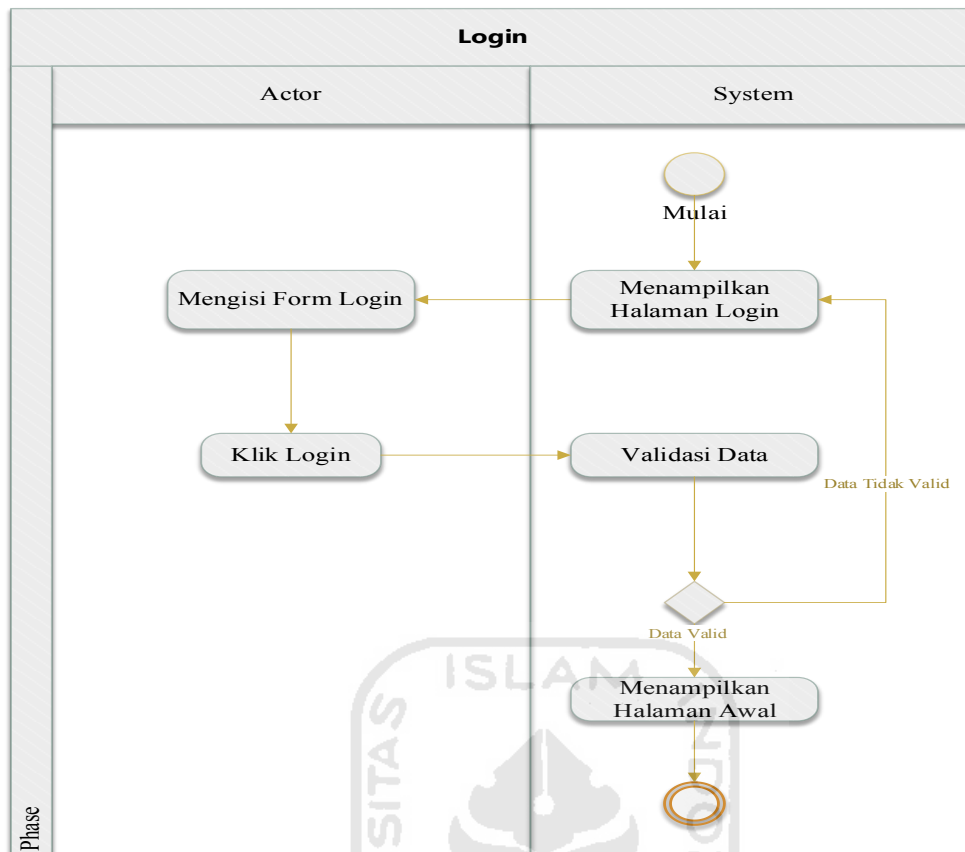 Login
Actor
System
Mulai
Mengisi Form Login
Menampilkan
Halaman Login
Klik Login
Validasi Data
Data Tidak Valid
Data Valid
Menampilkan
Halaman Awal
Phase
SITAS
ISLAM
INDO